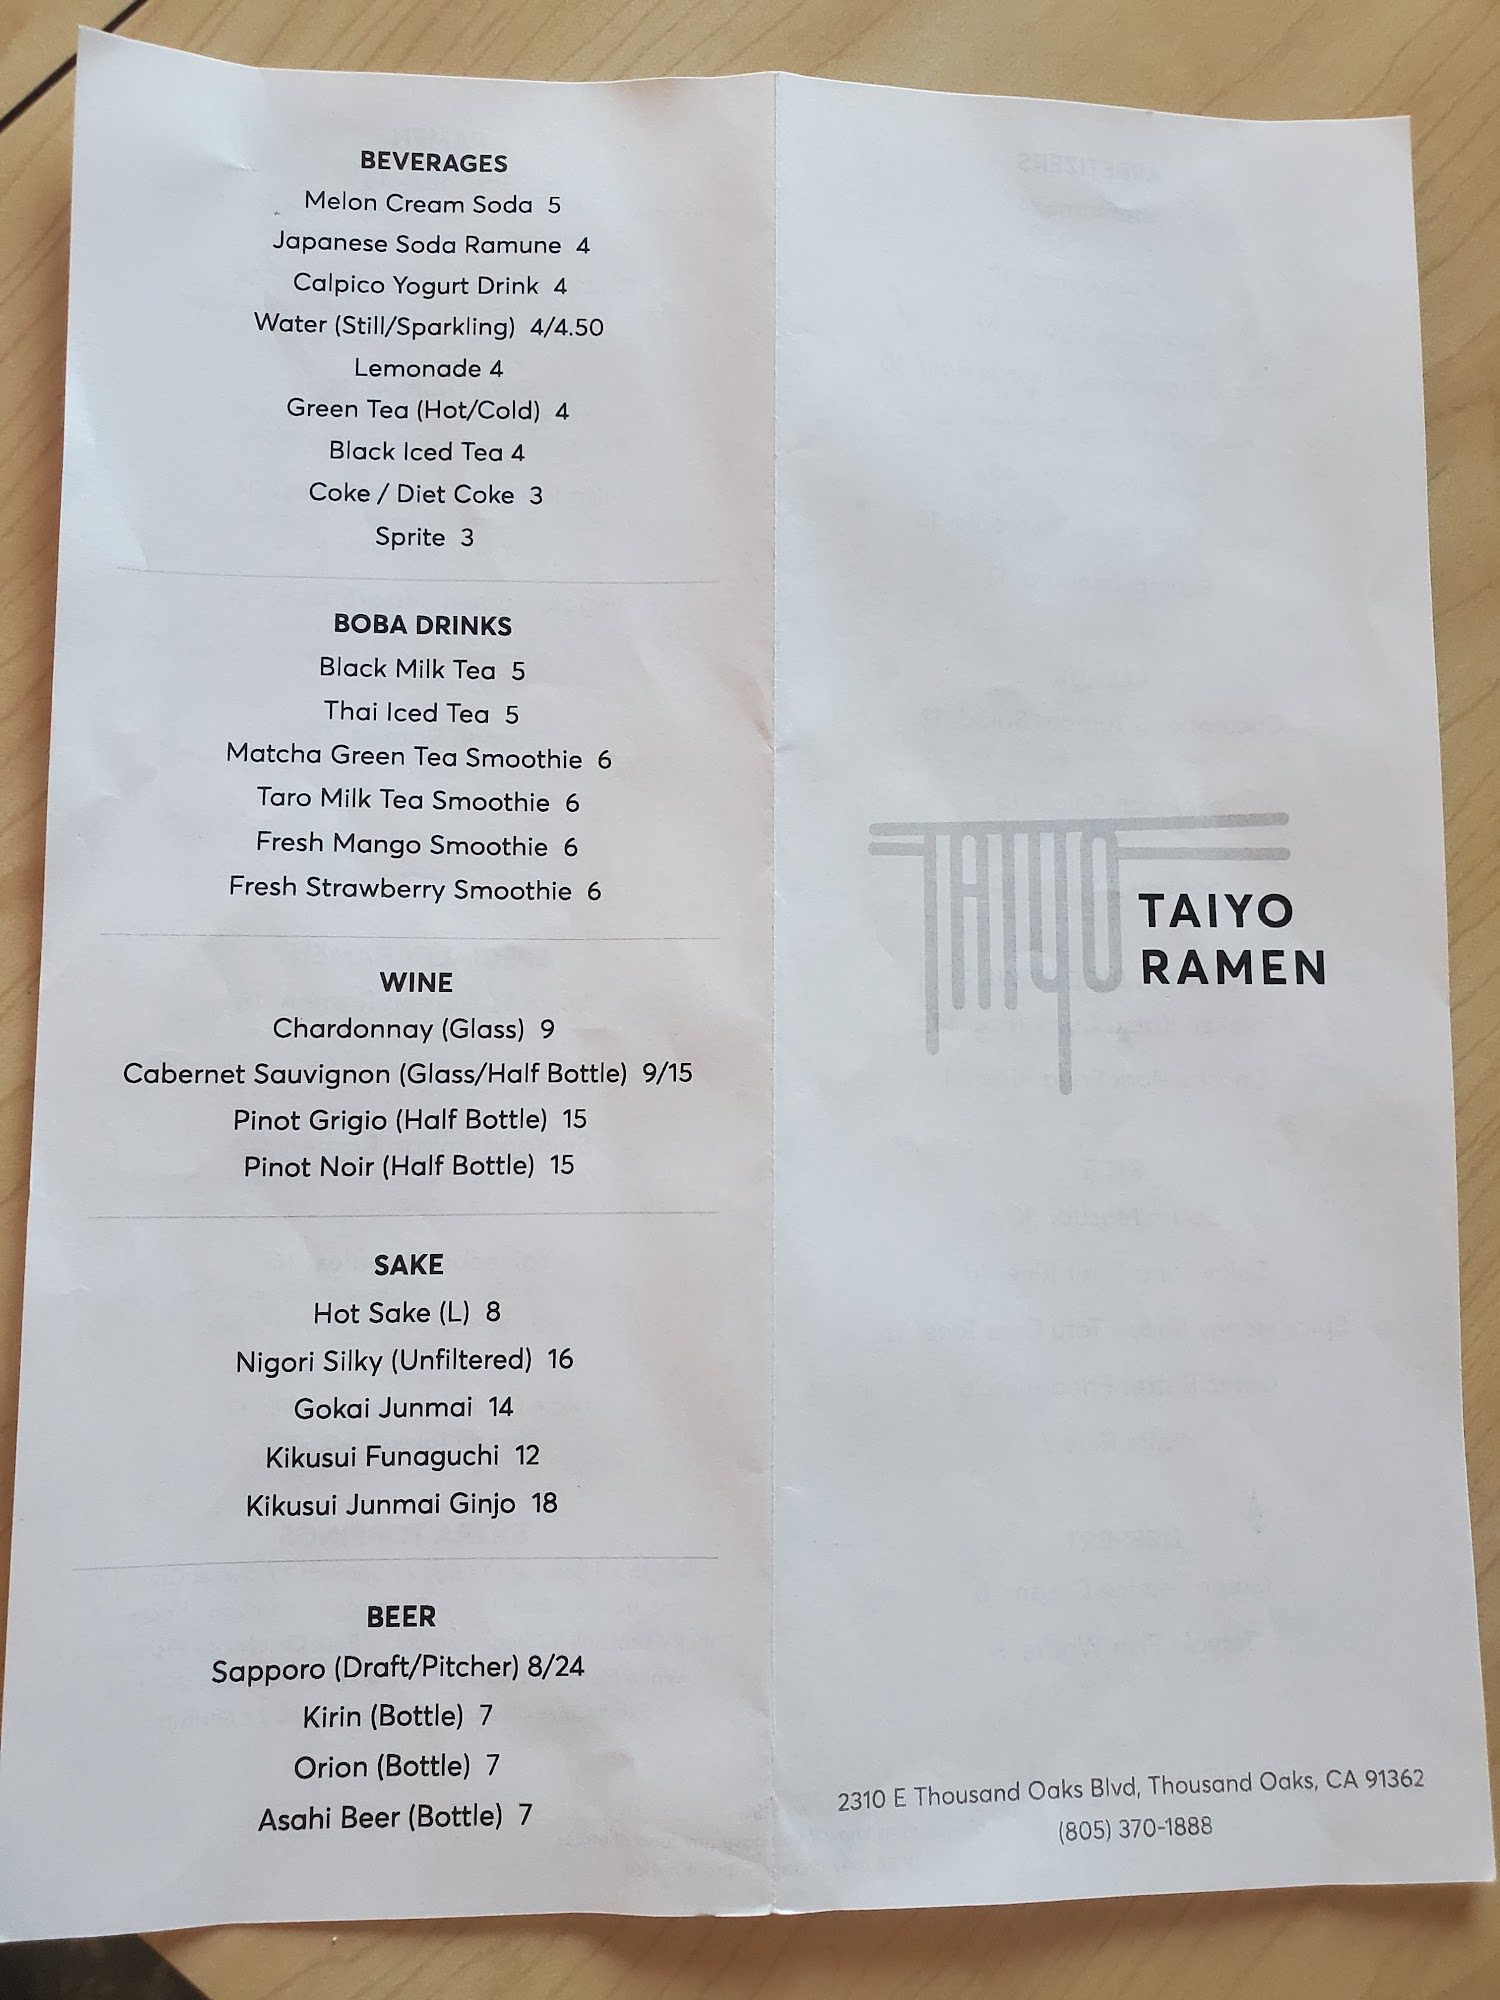 BEVERAGES
Melon Cream Soda 5
Japanese Soda Ramune 4
Calpico Yogurt Drink 4
Water (Still/Sparkling) 4/4.50
Lemonade 4
Green Tea (Hot/Cold) 4
Black Iced Tea 4
Coke / Diet Coke 3
Sprite 3
BOBA DRINKS
Black Milk Tea 5
Thai Iced Tea 5
Matcha Green Tea Smoothie 6
Taro Milk Tea Smoothie 6
Fresh Mango Smoothie 6
Fresh Strawberry Smoothie 6
WINE
Chardonnay (Glass) 9
Cabernet Sauvignon (Glass/Half Bottle) 9/15
Pinot Grigio (Half Bottle) 15
Pinot Noir (Half Bottle) 15
SAKE
Hot Sake (L) 8
Nigori Silky (Unfiltered) 16
Gokai Junmai 14
Kikusui Funaguchi 12
Kikusui Junmai Ginjo 18
BEER
Sapporo (Draft/Pitcher) 8/24
Kirin (Bottle) 7
Orion (Bottle) 7
Asahi Beer (Bottle) 7
TAIYO
TAIYO
RAMEN
2310 E Thousand Oaks Blvd, Thousand Oaks, CA 91362
(805) 370-1888